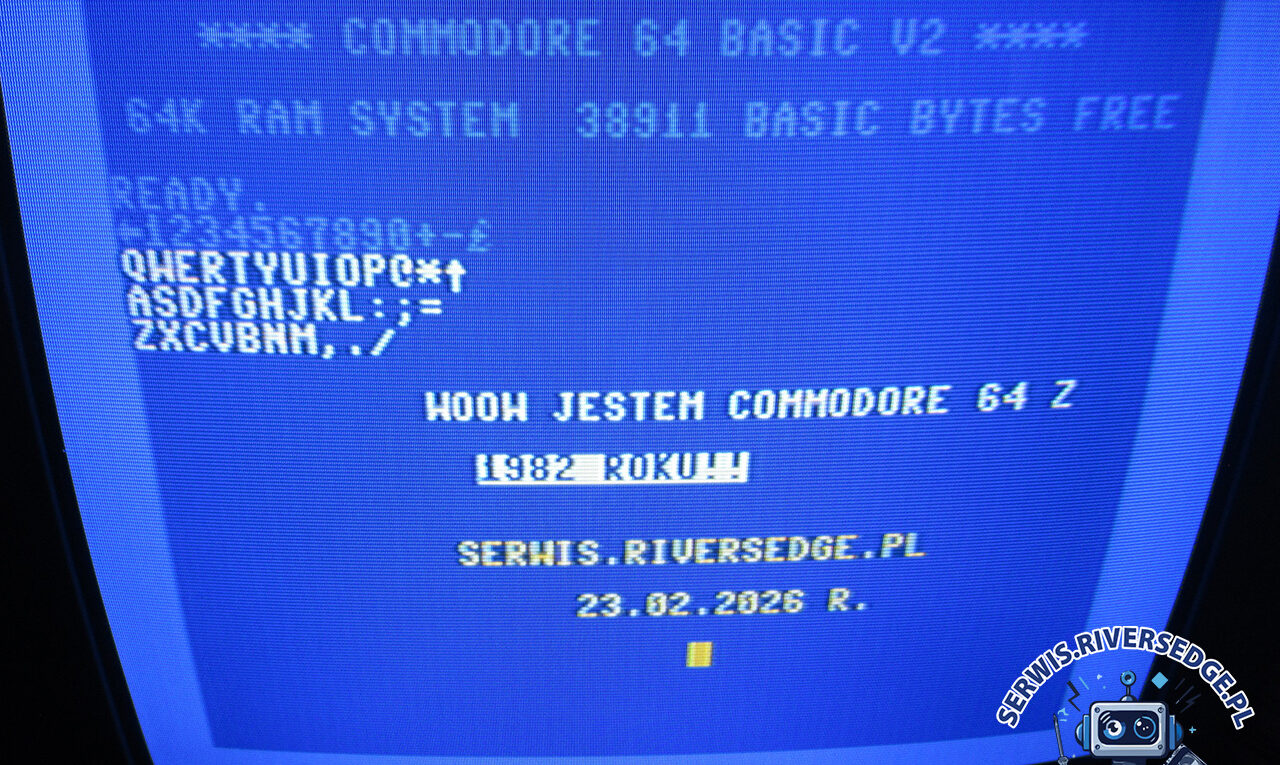 **** COMMODORE 64 BASIC V2 ****
64K RAM SYSTEM  38911 BASIC BYTES FREE
READY.
←1234567890+-£
QWERTYUIOP@*↑
ASDFGHJKL:;=
ZXCVBNM,./
WOOW JESTEM COMMODORE 64 Z
1982 ROKU!!
SERWIS.RIVERSEDGE.PL
23.02.2026 R.
SERWIS.RIVERSEDGE.PL